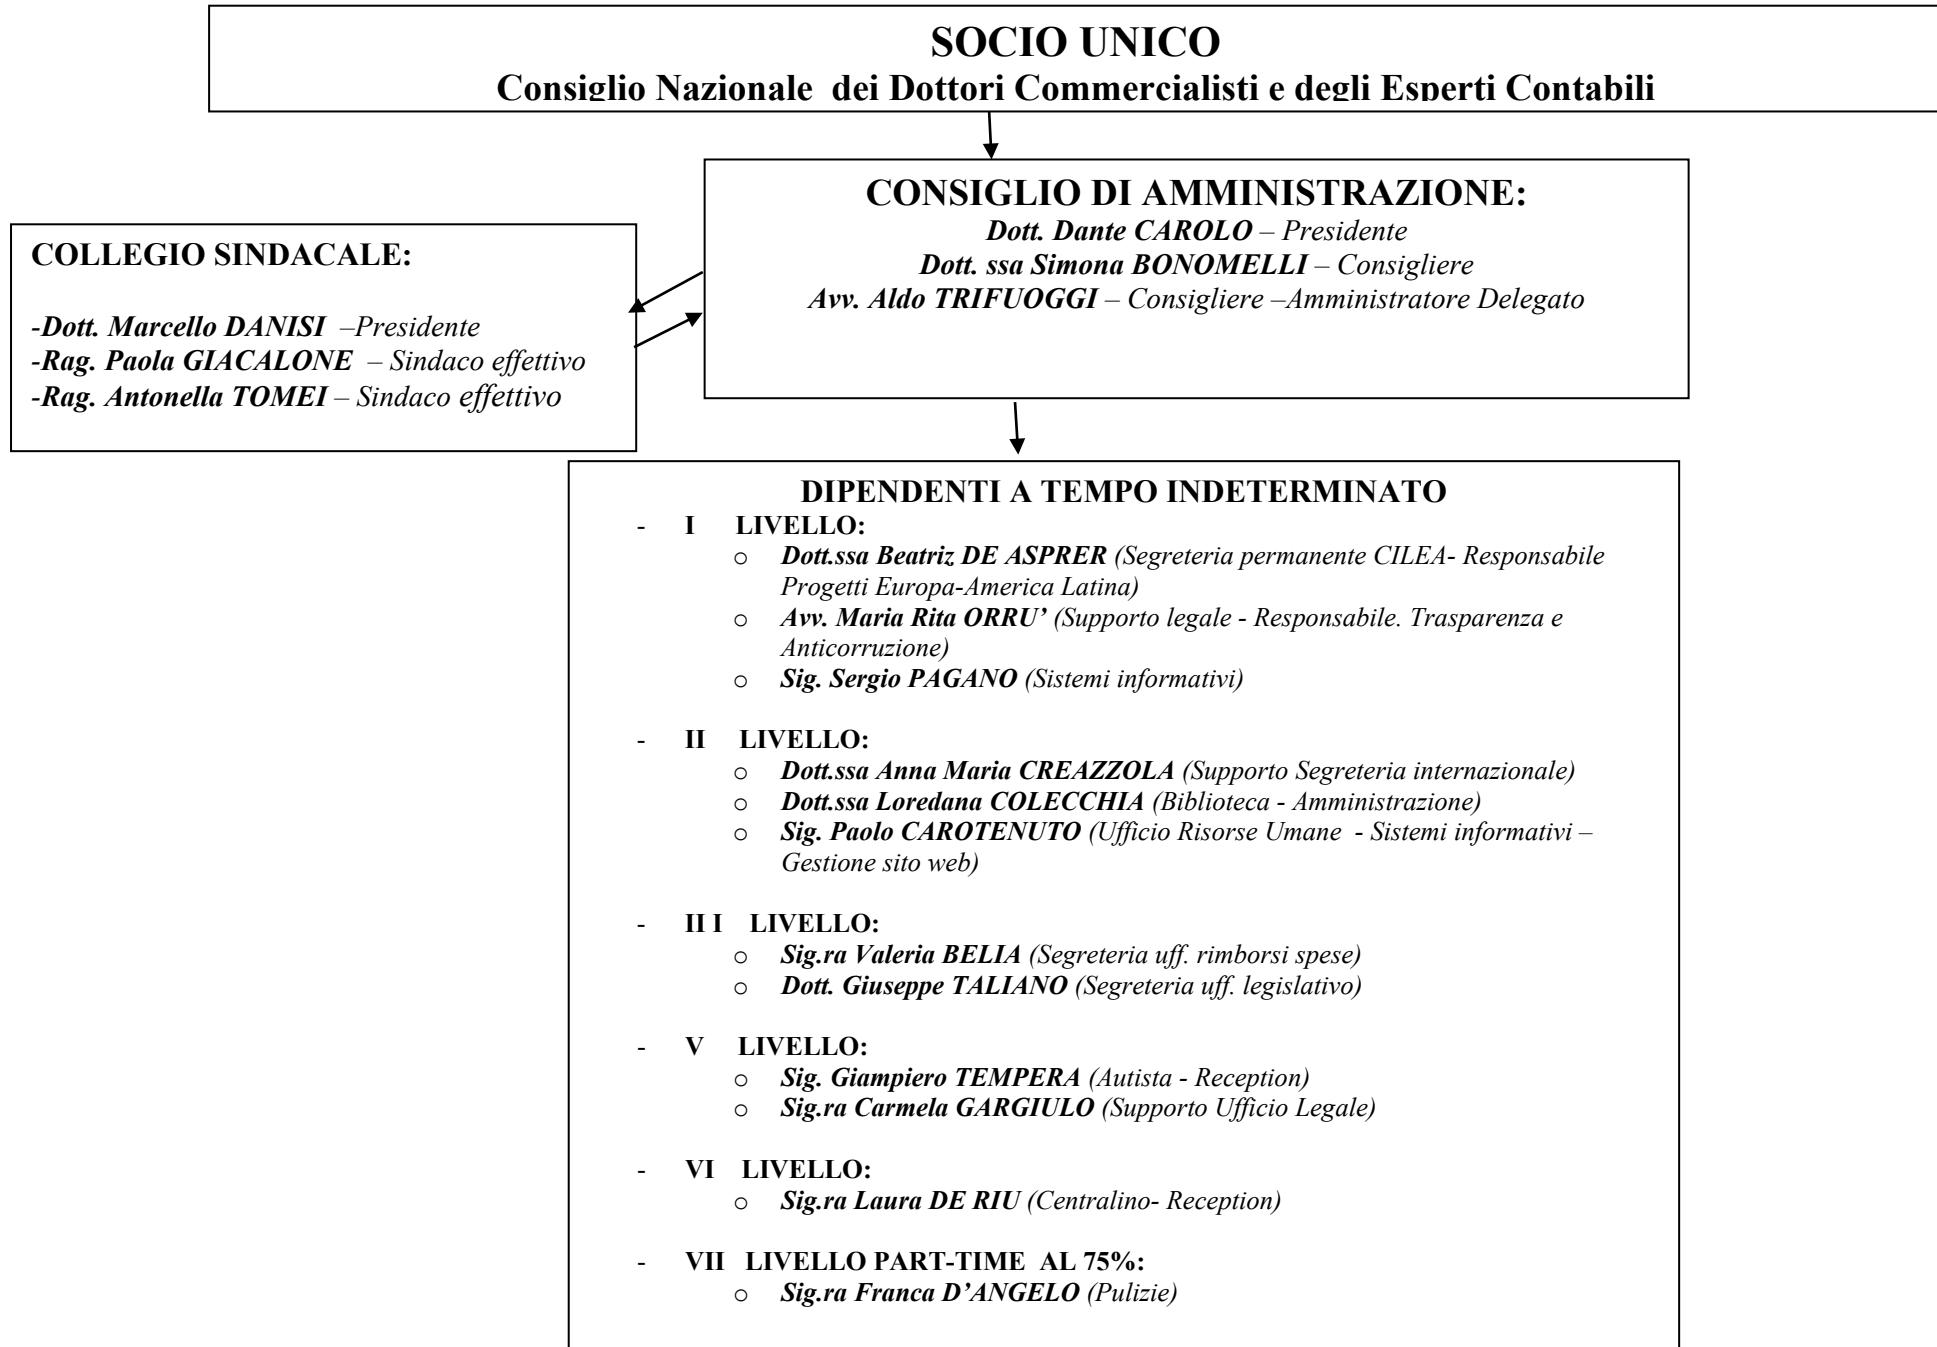 SOCIO UNICO
Consiglio Nazionale dei Dottori Commercialisti e degli Esperti Contabili
CONSIGLIO DI AMMINISTRAZIONE:
Dott. Dante CAROLO – Presidente
Dott. ssa Simona BONOMELLI – Consigliere
Avv. Aldo TRIFUOGGI – Consigliere –Amministratore Delegato
COLLEGIO SINDACALE:
-Dott. Marcello DANISI –Presidente
-Rag. Paola GIACALONE – Sindaco effettivo
-Rag. Antonella TOMEI – Sindaco effettivo
DIPENDENTI A TEMPO INDETERMINATO
- I LIVELLO:
o Dott.ssa Beatriz DE ASPRER (Segreteria permanente CILEA- Responsabile
Progetti Europa-America Latina)
o Avv. Maria Rita ORRU’ (Supporto legale - Responsabile. Trasparenza e
Anticorruzione)
o Sig. Sergio PAGANO (Sistemi informativi)
- II LIVELLO:
o Dott.ssa Anna Maria CREAZZOLA (Supporto Segreteria internazionale)
o Dott.ssa Loredana COLECCHIA (Biblioteca - Amministrazione)
o Sig. Paolo CAROTENUTO (Ufficio Risorse Umane - Sistemi informativi –
Gestione sito web)
- II I LIVELLO:
o Sig.ra Valeria BELIA (Segreteria uff. rimborsi spese)
o Dott. Giuseppe TALIANO (Segreteria uff. legislativo)
- V LIVELLO:
o Sig. Giampiero TEMPERA (Autista - Reception)
o Sig.ra Carmela GARGIULO (Supporto Ufficio Legale)
- VI LIVELLO:
o Sig.ra Laura DE RIU (Centralino- Reception)
- VII LIVELLO PART-TIME AL 75%:
o Sig.ra Franca D’ANGELO (Pulizie)